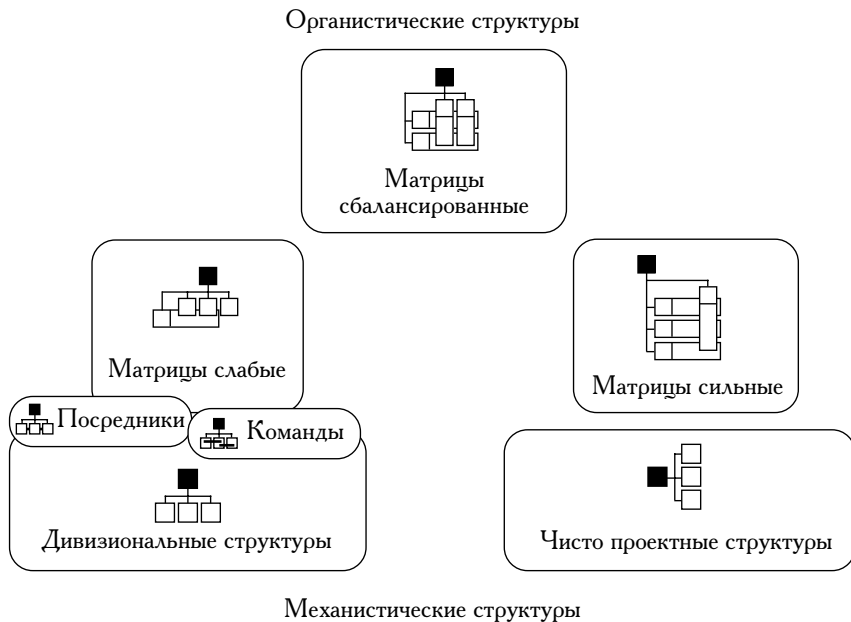 Органистические структуры
Матрицы
сбалансированные
Матрицы слабые
Матрицы сильные
Посредники
Команды
Дивизиональные структуры
Чисто проектные структуры
Механистические структуры